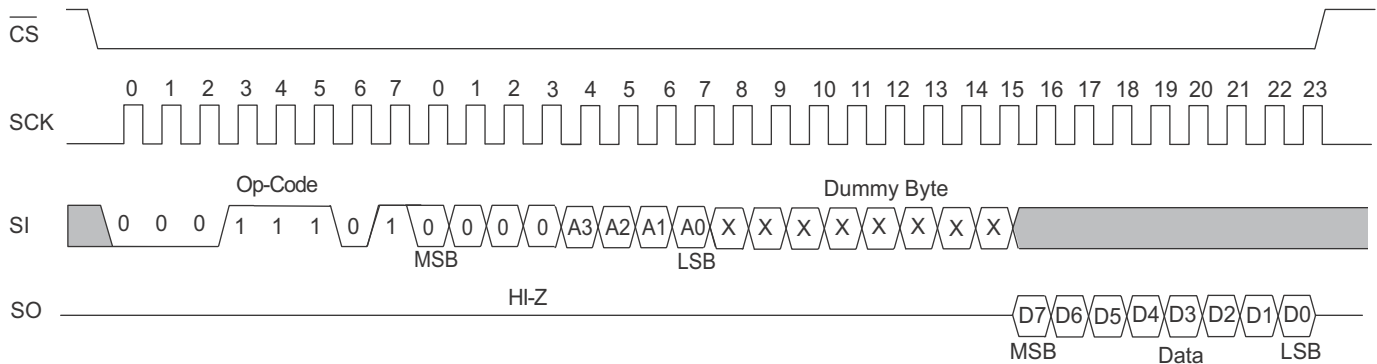 CS
0 1 2 3 4 5 6 7 0 1 2 3 4 5 6 7 8 9 10 11 12 13 14 15 16 17 18 19 20 21 22 23
SCK
Op-Code Dummy Byte
SI 0 0 0 1 1 1 0 1 0 0 0 0 A3 A2 A1 A0 X X X X X X X X
MSB LSB
HI-Z
SO D7 D6 D5 D4 D3 D2 D1 D0
MSB Data LSB